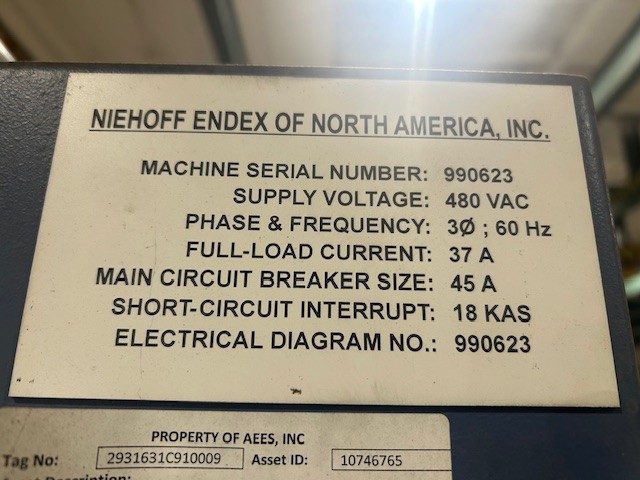 NIEHOFF ENDEX OF NORTH AMERICA, INC.
MACHINE SERIAL NUMBER: 990623
SUPPLY VOLTAGE: 480 VAC
PHASE & FREQUENCY: 3Ø ; 60 Hz
FULL-LOAD CURRENT: 37 A
MAIN CIRCUIT BREAKER SIZE: 45 A
SHORT-CIRCUIT INTERRUPT: 18 KAS
ELECTRICAL DIAGRAM NO.: 990623
PROPERTY OF AEES, INC
Tag No: 2931631C910009 Asset ID: 10746765